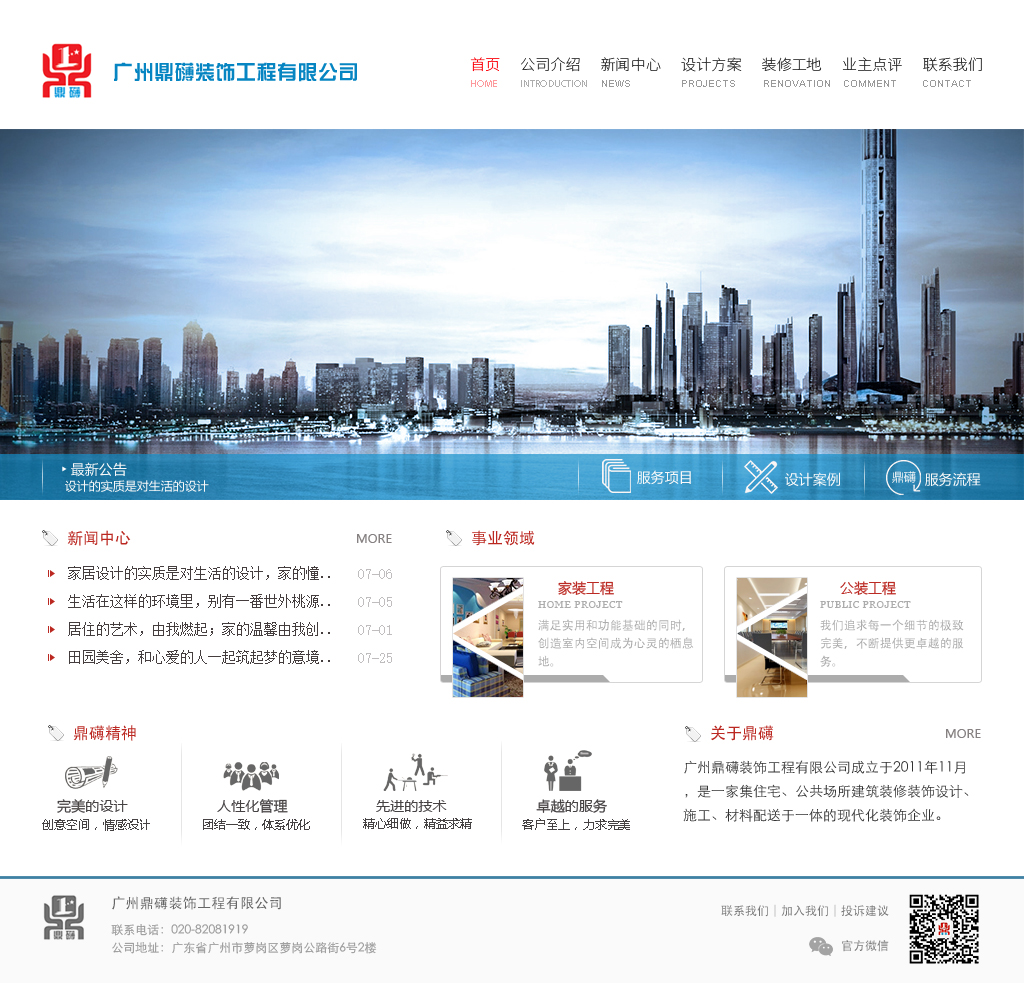 鼎礴
广州鼎礴装饰工程有限公司
首页 公司介绍 新闻中心 设计方案 装修工地 业主点评 联系我们
HOME INTRODUCTION NEWS PROJECTS RENOVATION COMMENT CONTACT
最新公告
设计的实质是对生活的设计
服务项目 设计案例 鼎礴 服务流程
新闻中心 MORE
家居设计的实质是对生活的设计，家的憧.. 07-06
生活在这样的环境里，别有一番世外桃源.. 07-05
居住的艺术，由我燃起；家的温馨由我创.. 07-01
田园美舍，和心爱的人一起筑起梦的意境.. 07-25
事业领域
家装工程
HOME PROJECT
满足实用和功能基础的同时，
创造室内空间成为心灵的栖息
地。
公装工程
PUBLIC PROJECT
我们追求每一个细节的极致
完美，不断提供更卓越的服
务。
鼎礴精神
完美的设计
创意空间，情感设计
人性化管理
团结一致，体系优化
先进的技术
精心细做，精益求精
卓越的服务
客户至上，力求完美
关于鼎礴 MORE
广州鼎礴装饰工程有限公司成立于2011年11月
，是一家集住宅、公共场所建筑装修装饰设计、
施工、材料配送于一体的现代化装饰企业。
鼎礴
广州鼎礴装饰工程有限公司
联系电话：020-82081919
公司地址：广东省广州市萝岗区萝岗公路街6号2楼
联系我们｜加入我们｜投诉建议
官方微信
鼎礴